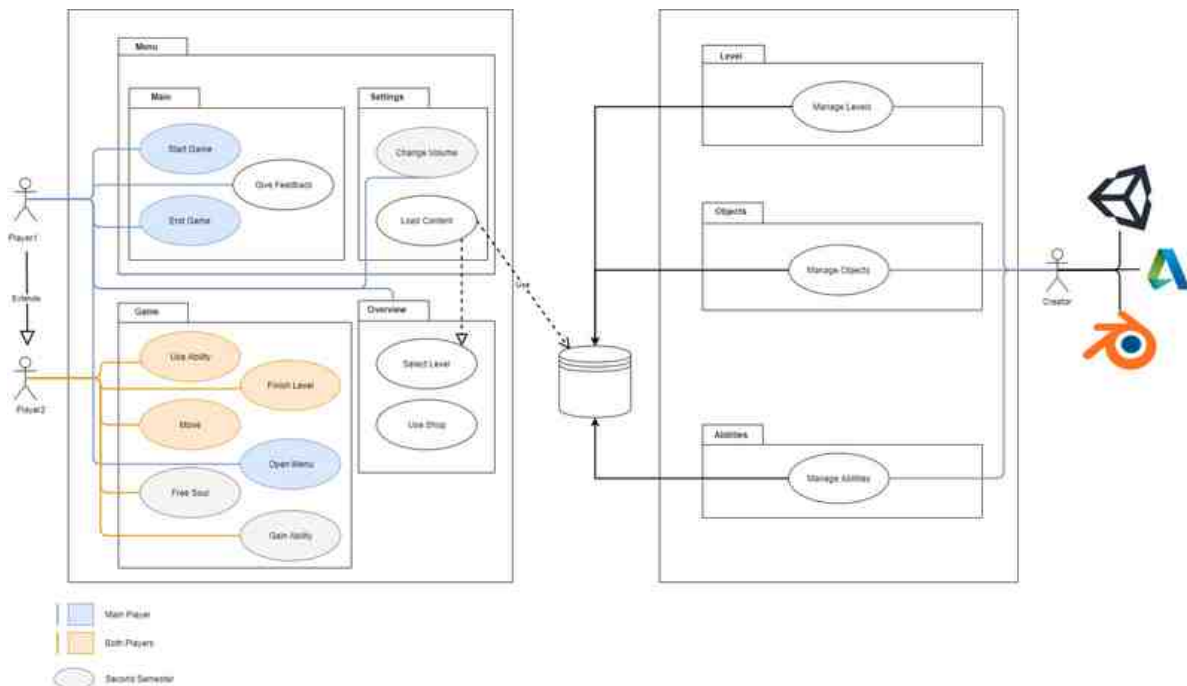 Menu
Main
Settings
Start Game
Change Volume
Give Feedback
End Game
Load Content
Player1
Extends
Use
Game
Overview
Use Ability
Select Level
Finish Level
Player2
Move
Use Shop
Open Menu
Free Soul
Gain Ability
Level
Manage Levels
Objects
Manage Objects
Creator
Abilities
Manage Abilities
Main Player
Both Players
Second Semester